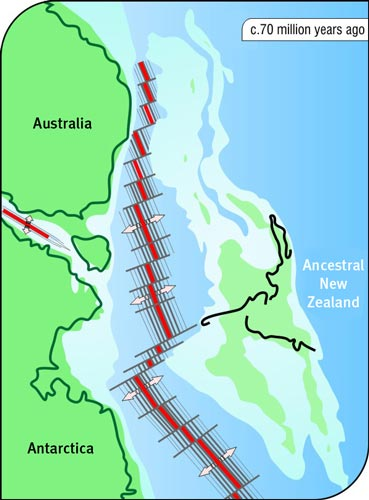 c.70 million years ago
Australia
Ancestral
New
Zealand
Antarctica